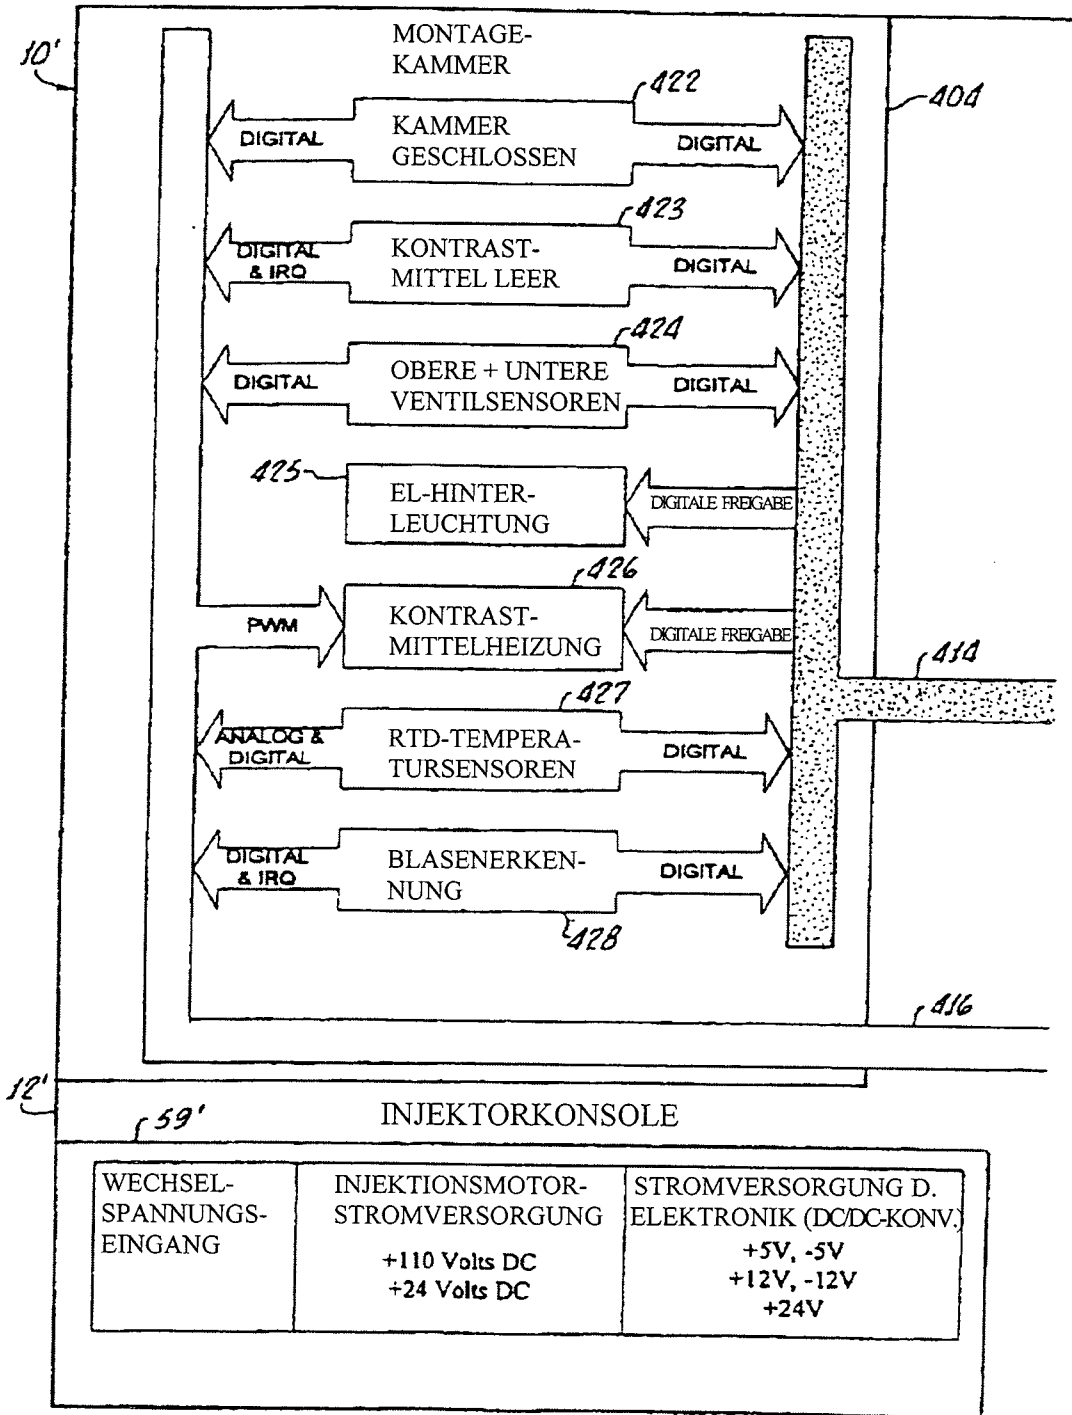 10'
MONTAGE-
KAMMER
422
404
DIGITAL
KAMMER
GESCHLOSSEN
DIGITAL
423
DIGITAL
& IRQ
KONTRAST-
MITTEL LEER
DIGITAL
424
DIGITAL
OBERE + UNTERE
VENTILSENSOREN
DIGITAL
425
EL-HINTER-
LEUCHTUNG
DIGITALE FREIGABE
426
PWM
KONTRAST-
MITTELHEIZUNG
DIGITALE FREIGABE
414
427
ANALOG &
DIGITAL
RTD-TEMPERA-
TURSENSOREN
DIGITAL
DIGITAL
& IRQ
BLASENERKEN-
NUNG
DIGITAL
428
416
12'
INJEKTORKONSOLE
59'
WECHSEL-
SPANNUNGS-
EINGANG
INJEKTIONSMOTOR-
STROMVERSORGUNG
+110 Volts DC
+24 Volts DC
STROMVERSORGUNG D.
ELEKTRONIK (DC/DC-KONV.)
+5V, -5V
+12V, -12V
+24V